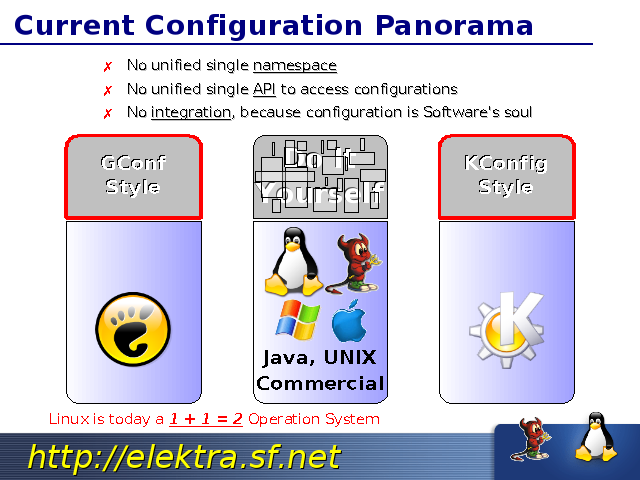 Current Configuration Panorama
✗ No unified single namespace
✗ No unified single API to access configurations
✗ No integration, because configuration is Software's soul
GConf
Style
Do It
Yourself
KConfig
Style
Java, UNIX
Commercial
Linux is today a 1 + 1 = 2 Operation System
http://elektra.sf.net